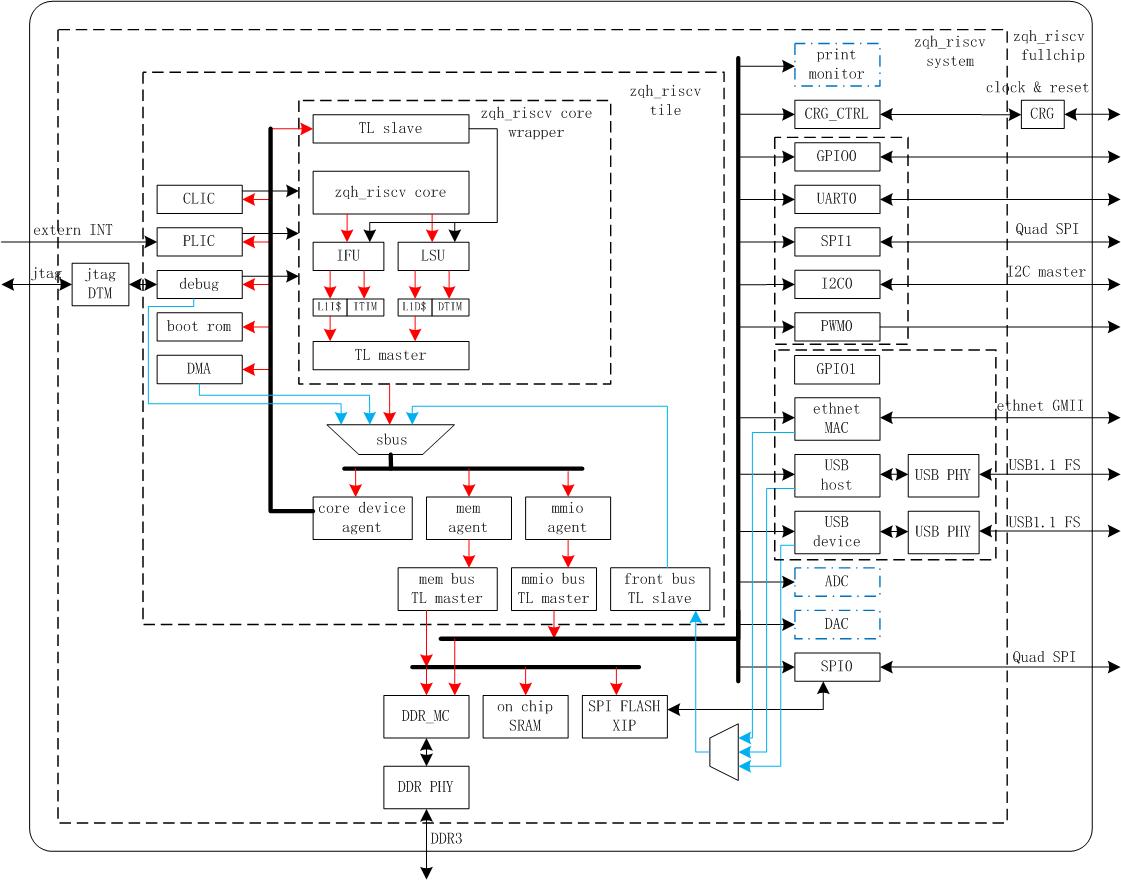 zqh_riscv
fullchip
zqh_riscv
system
zqh_riscv
tile
zqh_riscv core
wrapper
TL slave
zqh_riscv core
IFU
LSU
L1I$
ITIM
L1D$
DTIM
TL master
CLIC
PLIC
debug
boot rom
DMA
extern INT
jtag
jtag
DTM
sbus
core device
agent
mem
agent
mmio
agent
mem bus
TL master
mmio bus
TL master
front bus
TL slave
DDR_MC
on chip
SRAM
SPI FLASH
XIP
DDR PHY
DDR3
print
monitor
CRG_CTRL
clock & reset
CRG
GPIO0
UART0
SPI1
Quad SPI
I2C0
I2C master
PWM0
GPIO1
ethnet
MAC
ethnet GMII
USB
host
USB PHY
USB1.1 FS
USB
device
USB PHY
USB1.1 FS
ADC
DAC
SPI0
Quad SPI